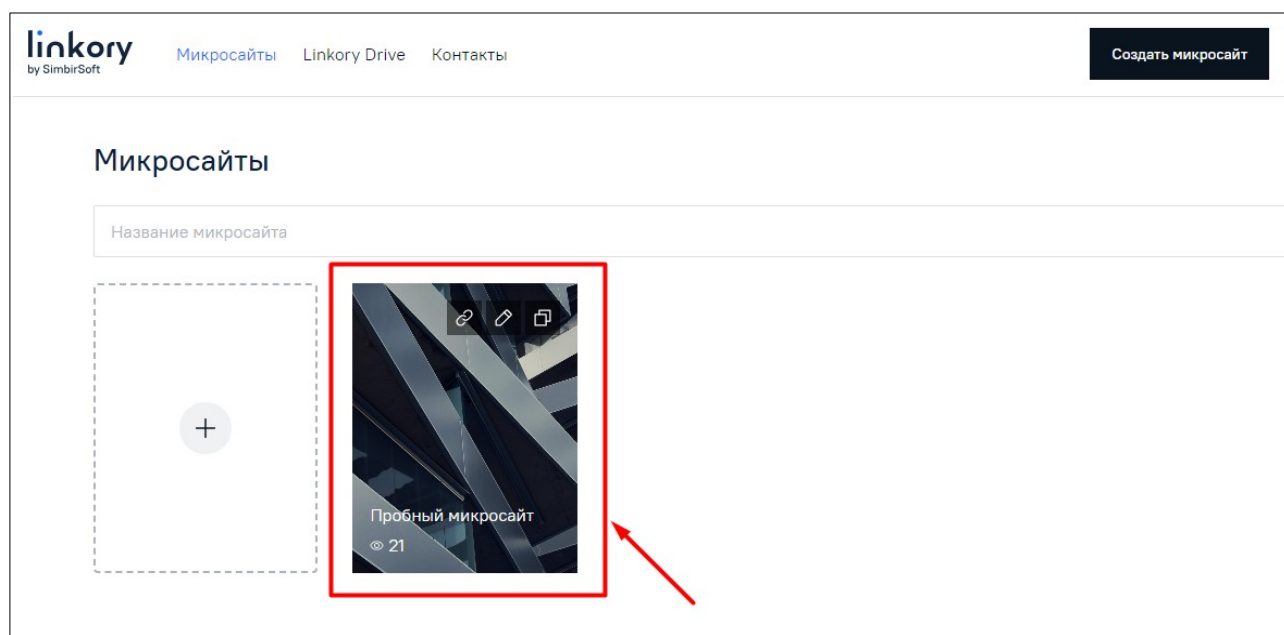 linkory
by SimbirSoft
Микросайты Linkory Drive Контакты
Создать микросайт
Микросайты
Название микросайта
Пробный микросайт
21